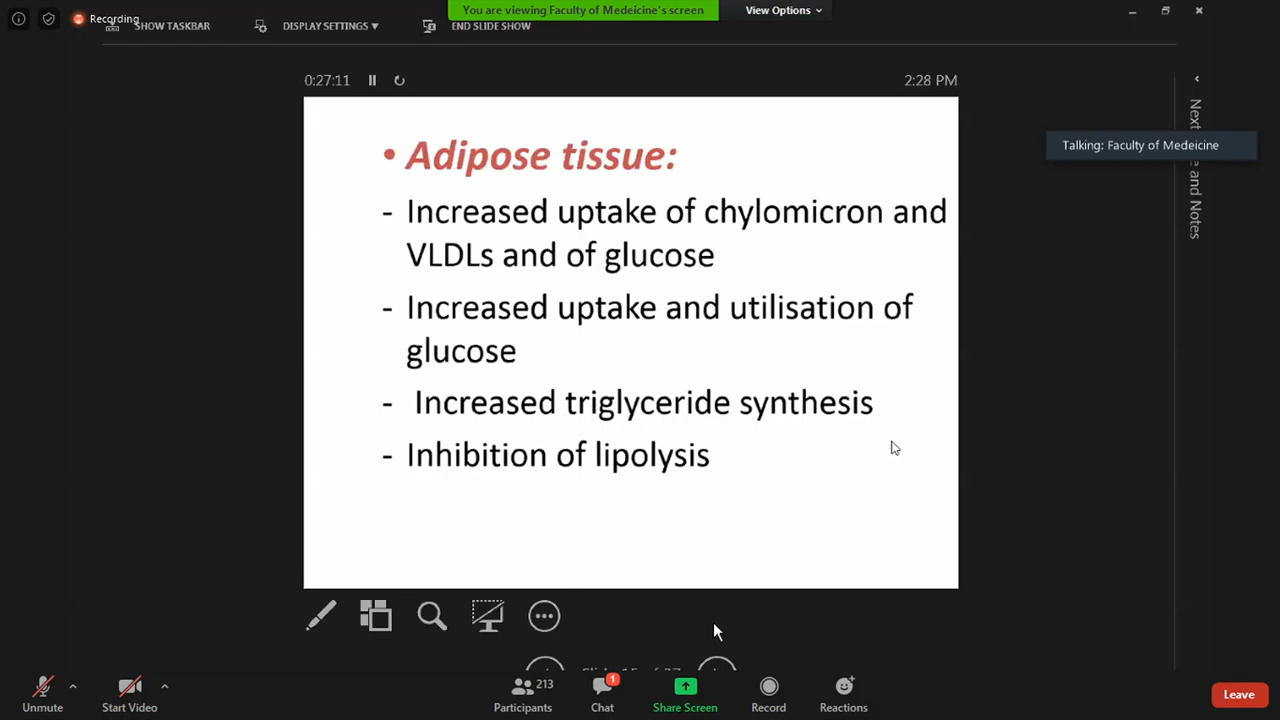 Recording
You are viewing Faculty of Medeicine's screen
View Options
SHOW TASKBAR
DISPLAY SETTINGS
END SLIDE SHOW
0:27:11
2:28 PM
Talking: Faculty of Medeicine
Next
and Notes
• Adipose tissue:
- Increased uptake of chylomicron and
VLDLs and of glucose
- Increased uptake and utilisation of
glucose
- Increased triglyceride synthesis
- Inhibition of lipolysis
Unmute
Start Video
213
Participants
1
Chat
Share Screen
Record
Reactions
Leave